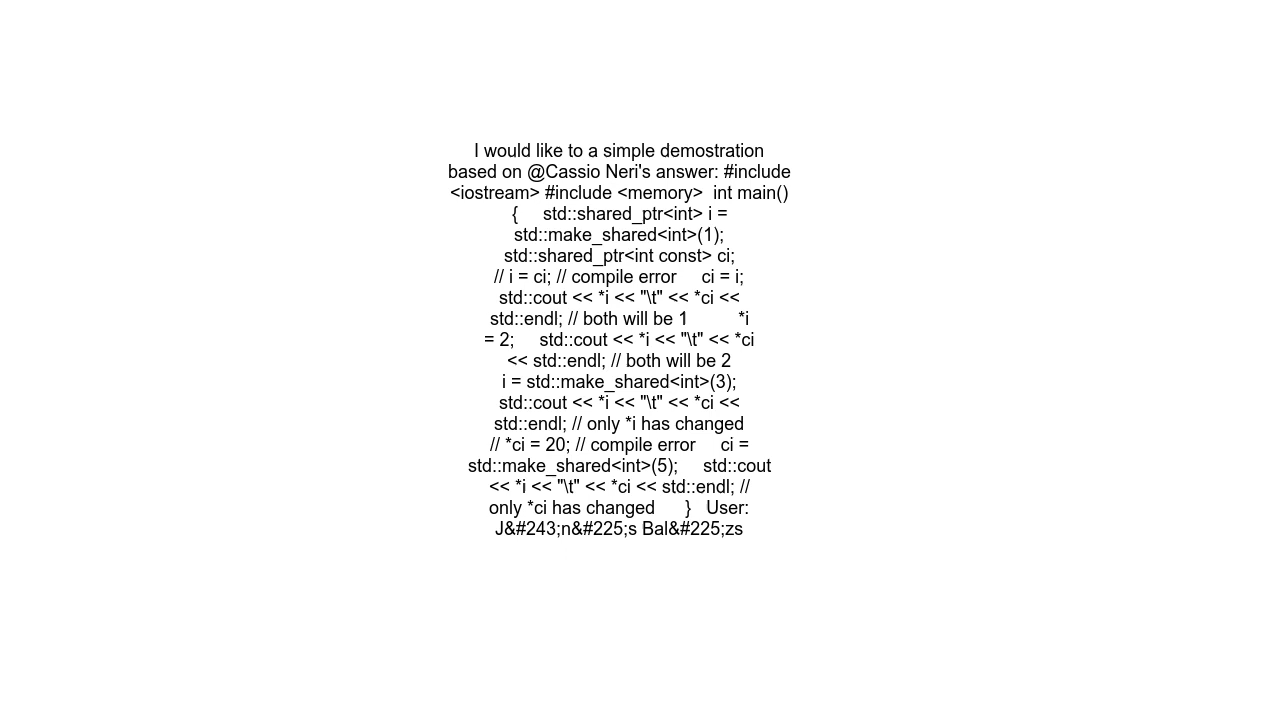 I would like to a simple demostration
based on @Cassio Neri's answer: #include
<iostream> #include <memory>  int main()
{     std::shared_ptr<int> i =
std::make_shared<int>(1);
std::shared_ptr<int const> ci;
// i = ci; // compile error     ci = i;
std::cout << *i << "\t" << *ci <<
std::endl; // both will be 1          *i
= 2;     std::cout << *i << "\t" << *ci
<< std::endl; // both will be 2
i = std::make_shared<int>(3);
std::cout << *i << "\t" << *ci <<
std::endl; // only *i has changed
// *ci = 20; // compile error     ci =
std::make_shared<int>(5);     std::cout
<< *i << "\t" << *ci << std::endl; //
only *ci has changed      }   User:
J&#243;n&#225;s Bal&#225;zs